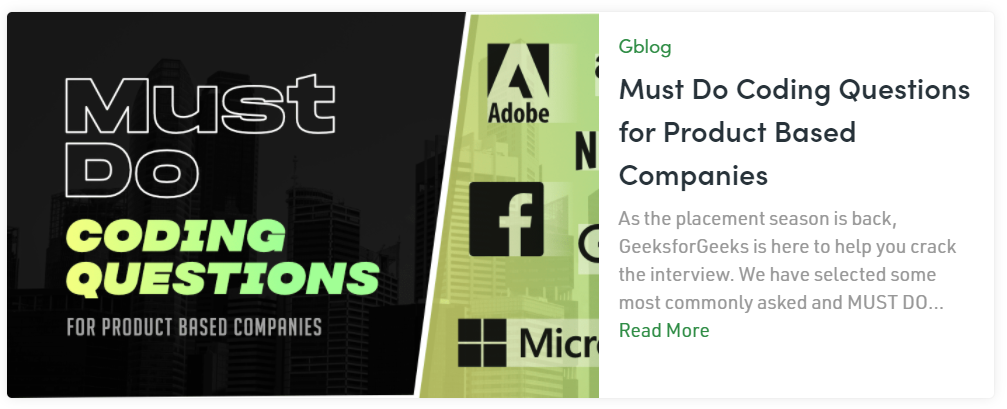 Must
Do
CODING
QUESTIONS
FOR PRODUCT BASED COMPANIES
Adobe
N
f
G
Micr
Gblog
Must Do Coding Questions
for Product Based
Companies
As the placement season is back,
GeeksforGeeks is here to help you crack
the interview. We have selected some
most commonly asked and MUST DO...
Read More